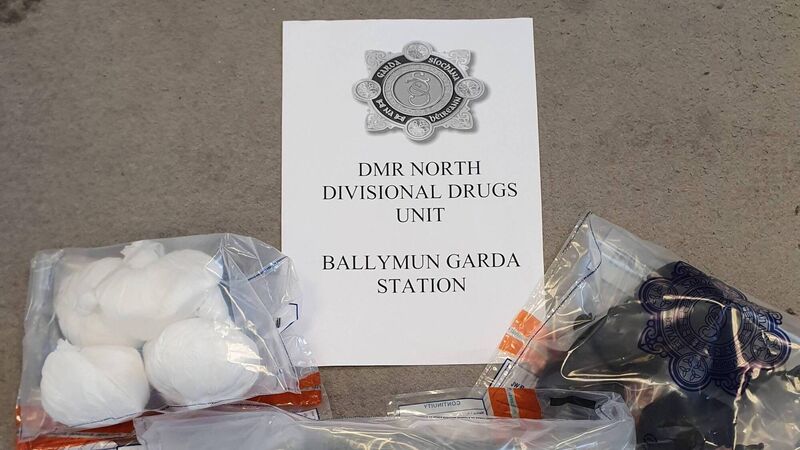 GARDA SÍOCHÁNA
NA HÉIREANN
DMR NORTH
DIVISIONAL DRUGS
UNIT
BALLYMUN GARDA
STATION
CONTINUITY